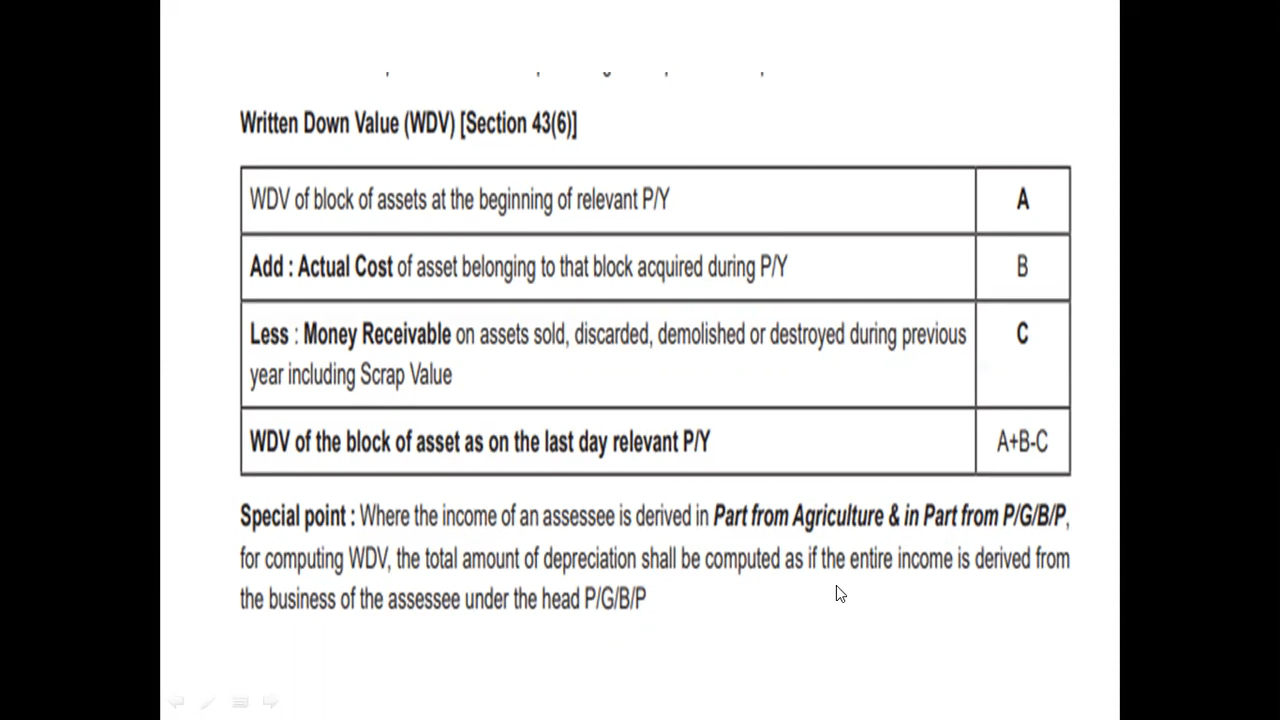 Written Down Value (WDV) [Section 43(6)]
WDV of block of assets at the beginning of relevant P/Y A
Add : Actual Cost of asset belonging to that block acquired during P/Y B
Less : Money Receivable on assets sold, discarded, demolished or destroyed during previous C
year including Scrap Value
WDV of the block of asset as on the last day relevant P/Y A+B-C
Special point : Where the income of an assessee is derived in Part from Agriculture & in Part from P/G/B/P,
for computing WDV, the total amount of depreciation shall be computed as if the entire income is derived from
the business of the assessee under the head P/G/B/P